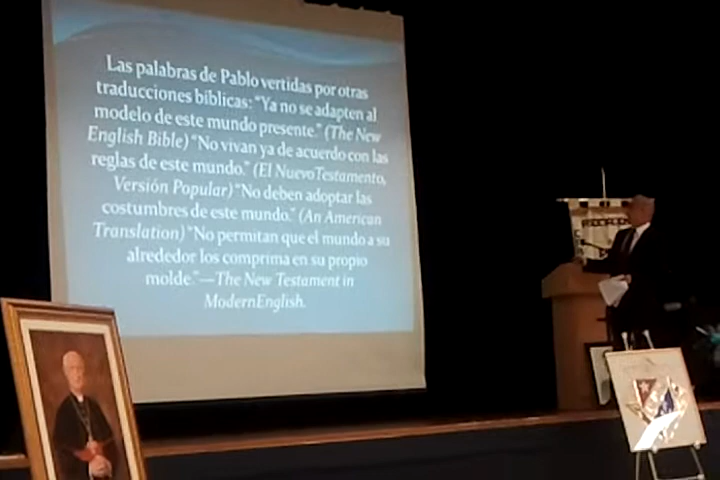 Las palabras de Pablo vertidas por otras
traducciones bíblicas: “Ya no se adapten al
modelo de este mundo presente.” (The New
English Bible) “No vivan ya de acuerdo con las
reglas de este mundo.” (El NuevoTestamento,
Versión Popular) “No deben adoptar las
costumbres de este mundo.” (An American
Translation) “No permitan que el mundo a su
alrededor los comprima en su propio
molde.”—The New Testament in
ModernEnglish.